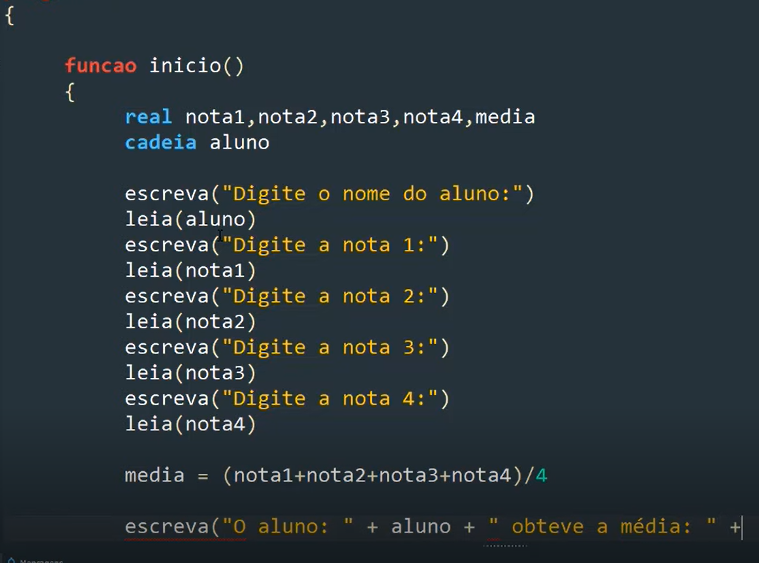 {
funcao inicio()
{
real nota1,nota2,nota3,nota4,media
cadeia aluno
escreva("Digite o nome do aluno:")
leia(aluno)
escreva("Digite a nota 1:")
leia(nota1)
escreva("Digite a nota 2:")
leia(nota2)
escreva("Digite a nota 3:")
leia(nota3)
escreva("Digite a nota 4:")
leia(nota4)
media = (nota1+nota2+nota3+nota4)/4
escreva("O aluno: " + aluno + " obteve a média: " +